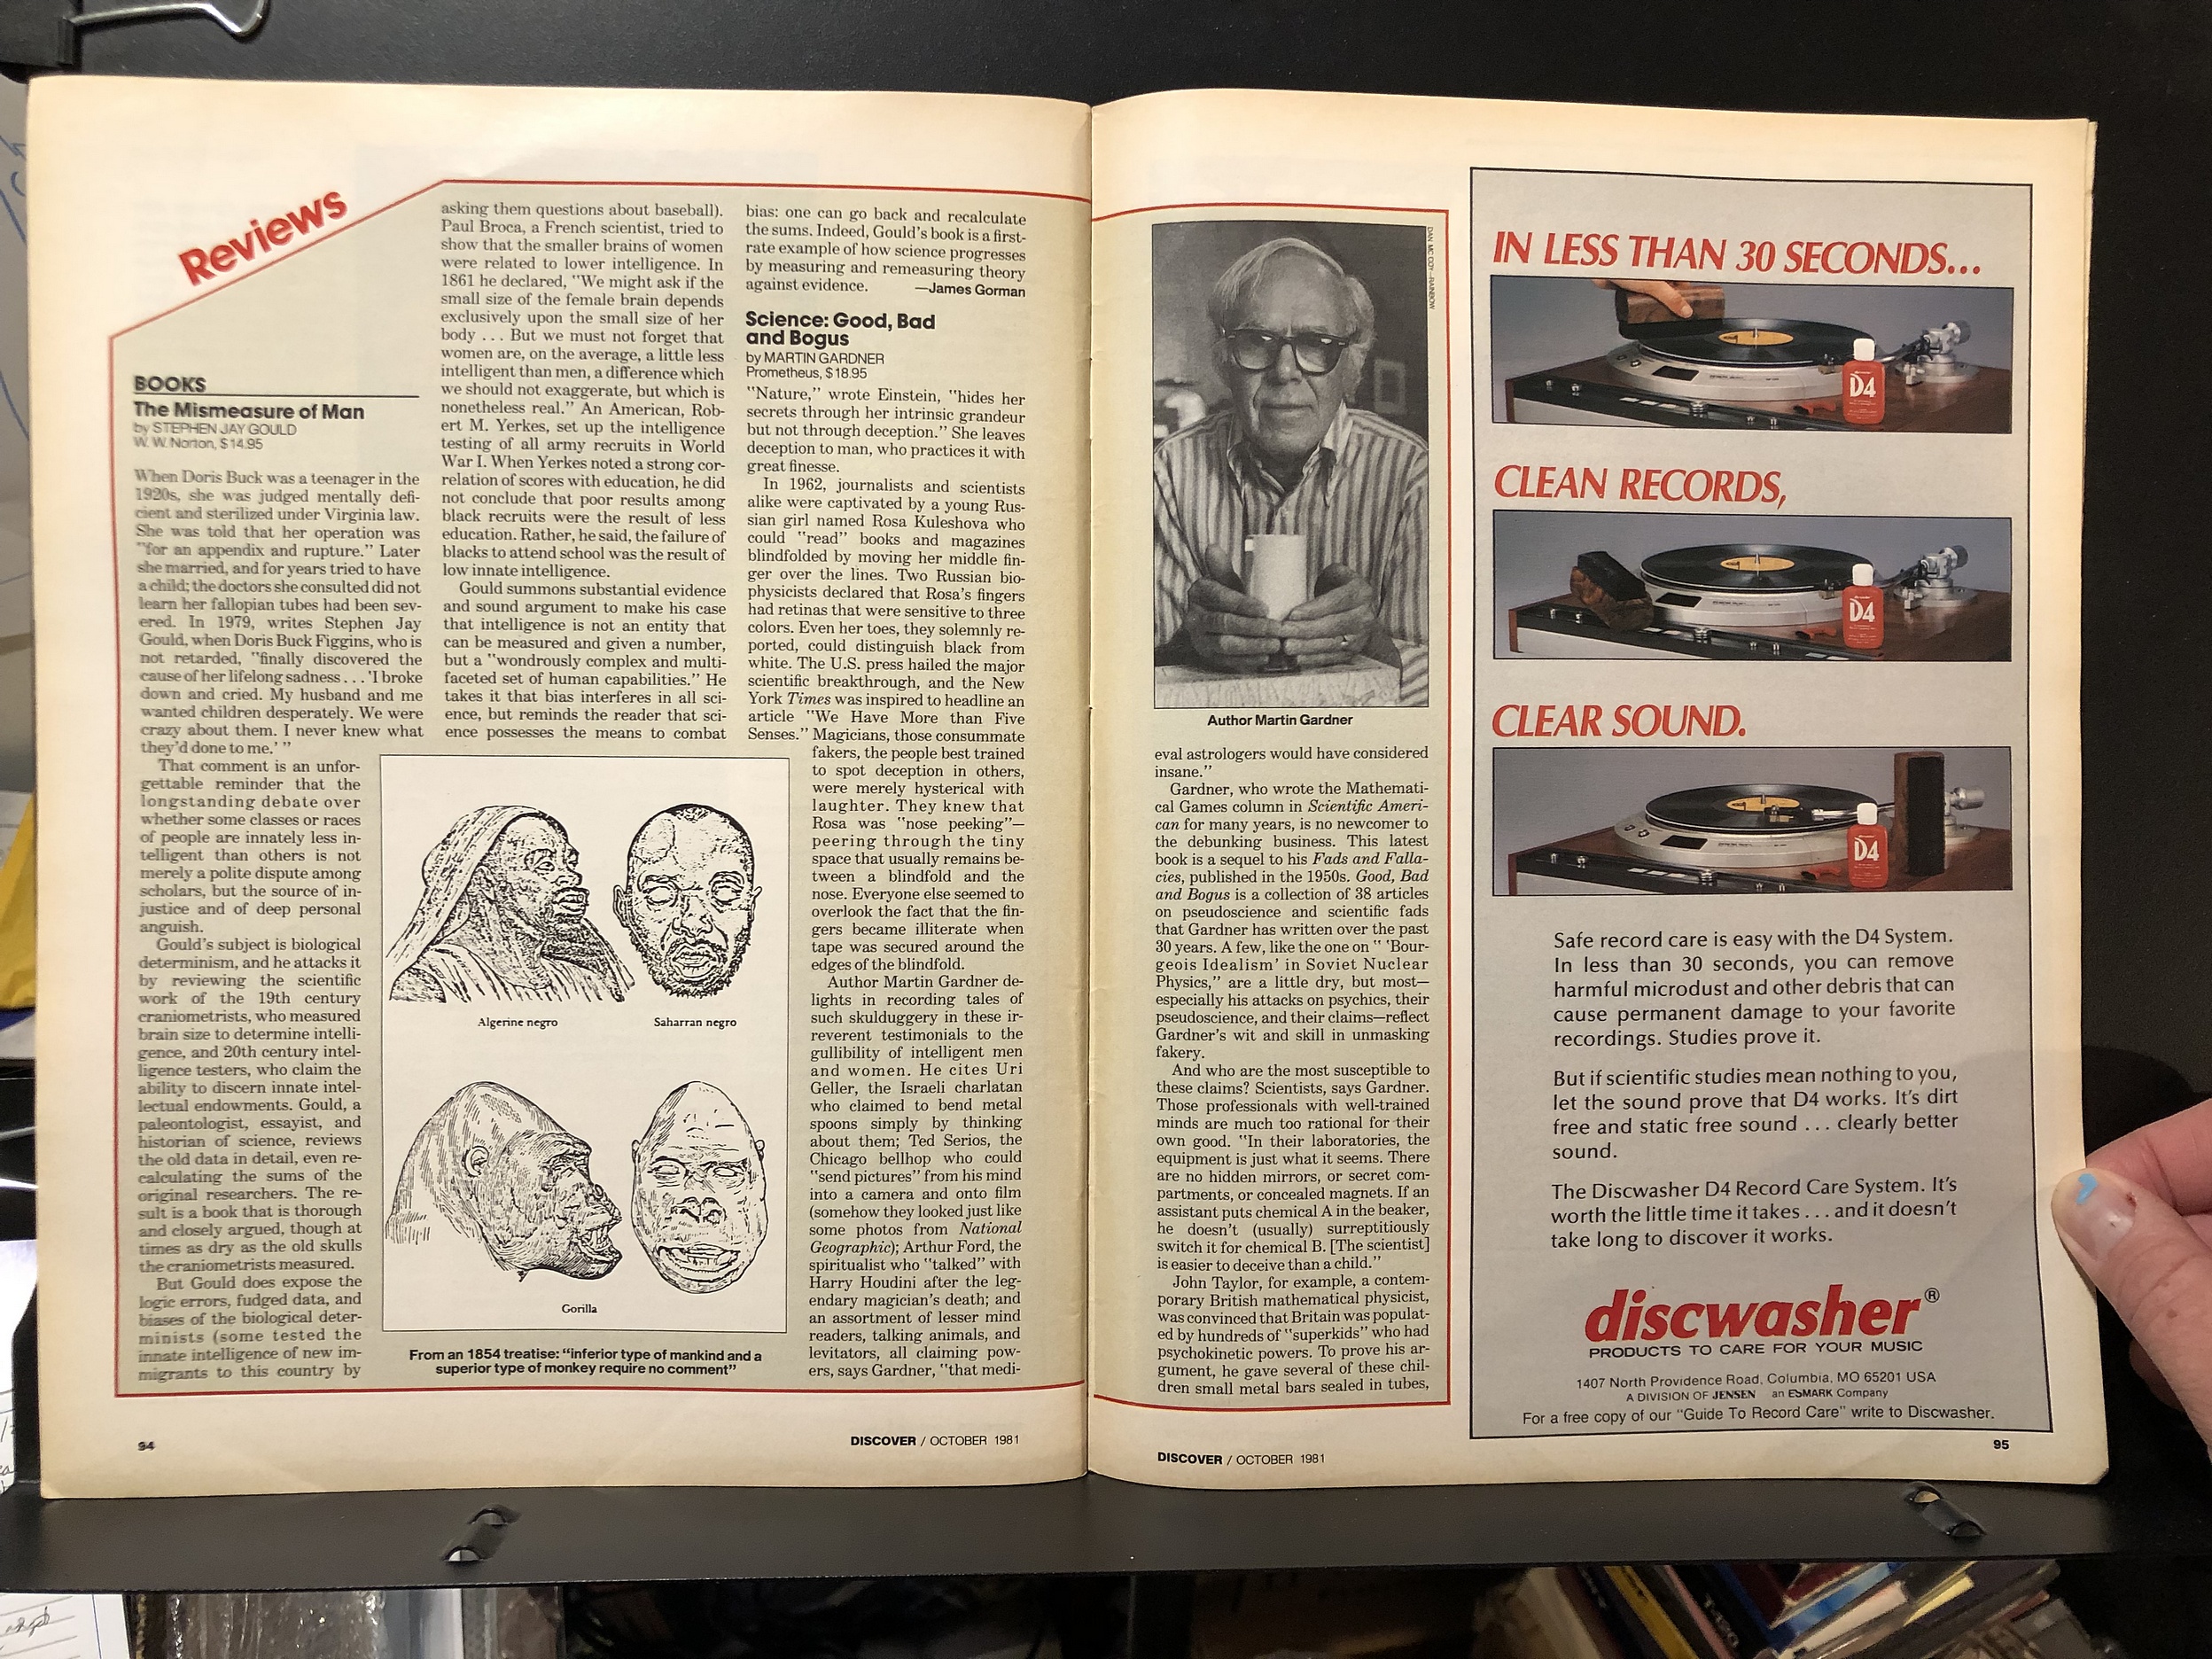 Reviews
BOOKS
The Mismeasure of Man
by STEPHEN JAY GOULD
W. W. Norton, $14.95
When Doris Buck was a teenager in the
1920s, she was judged mentally defi-
cient and sterilized under Virginia law.
She was told that her operation was
"for an appendix and rupture." Later
she married, and for years tried to have
a child; the doctors she consulted did not
learn her fallopian tubes had been sev-
ered. In 1979, writes Stephen Jay
Gould, when Doris Buck Figgins, who is
not retarded, "finally discovered the
cause of her lifelong sadness . . . 'I broke
down and cried. My husband and me
wanted children desperately. We were
crazy about them. I never knew what
they'd done to me.' "
That comment is an unfor-
gettable reminder that the
longstanding debate over
whether some classes or races
of people are innately less in-
telligent than others is not
merely a polite dispute among
scholars, but the source of in-
justice and of deep personal
anguish.
Gould's subject is biological
determinism, and he attacks it
by reviewing the scientific
work of the 19th century
craniometrists, who measured
brain size to determine intelli-
gence, and 20th century intel-
ligence testers, who claim the
ability to discern innate intel-
lectual endowments. Gould, a
paleontologist, essayist, and
historian of science, reviews
the old data in detail, even re-
calculating the sums of the
original researchers. The re-
sult is a book that is thorough
and closely argued, though at
times as dry as the old skulls
the craniometrists measured.
But Gould does expose the
logic errors, fudged data, and
biases of the biological deter-
minists (some tested the
innate intelligence of new im-
migrants to this country by
asking them questions about baseball).
Paul Broca, a French scientist, tried to
show that the smaller brains of women
were related to lower intelligence. In
1861 he declared, "We might ask if the
small size of the female brain depends
exclusively upon the small size of her
body . . . But we must not forget that
women are, on the average, a little less
intelligent than men, a difference which
we should not exaggerate, but which is
nonetheless real." An American, Rob-
ert M. Yerkes, set up the intelligence
testing of all army recruits in World
War I. When Yerkes noted a strong cor-
relation of scores with education, he did
not conclude that poor results among
black recruits were the result of less
education. Rather, he said, the failure of
blacks to attend school was the result of
low innate intelligence.
Gould summons substantial evidence
and sound argument to make his case
that intelligence is not an entity that
can be measured and given a number,
but a "wondrously complex and multi-
faceted set of human capabilities." He
takes it that bias interferes in all sci-
ence, but reminds the reader that sci-
ence possesses the means to combat
Algerine negro
Saharran negro
Gorilla
From an 1854 treatise: "inferior type of mankind and a
superior type of monkey require no comment"
bias: one can go back and recalculate
the sums. Indeed, Gould's book is a first-
rate example of how science progresses
by measuring and remeasuring theory
against evidence. —James Gorman
Science: Good, Bad
and Bogus
by MARTIN GARDNER
Prometheus, $18.95
"Nature," wrote Einstein, "hides her
secrets through her intrinsic grandeur
but not through deception." She leaves
deception to man, who practices it with
great finesse.
In 1962, journalists and scientists
alike were captivated by a young Rus-
sian girl named Rosa Kuleshova who
could "read" books and magazines
blindfolded by moving her middle fin-
ger over the lines. Two Russian bio-
physicists declared that Rosa's fingers
had retinas that were sensitive to three
colors. Even her toes, they solemnly re-
ported, could distinguish black from
white. The U.S. press hailed the major
scientific breakthrough, and the New
York Times was inspired to headline an
article "We Have More than Five
Senses." Magicians, those consummate
fakers, the people best trained
to spot deception in others,
were merely hysterical with
laughter. They knew that
Rosa was "nose peeking"—
peering through the tiny
space that usually remains be-
tween a blindfold and the
nose. Everyone else seemed to
overlook the fact that the fin-
gers became illiterate when
tape was secured around the
edges of the blindfold.
Author Martin Gardner de-
lights in recording tales of
such skulduggery in these ir-
reverent testimonials to the
gullibility of intelligent men
and women. He cites Uri
Geller, the Israeli charlatan
who claimed to bend metal
spoons simply by thinking
about them; Ted Serios, the
Chicago bellhop who could
"send pictures" from his mind
into a camera and onto film
(somehow they looked just like
some photos from National
Geographic); Arthur Ford, the
spiritualist who "talked" with
Harry Houdini after the leg-
endary magician's death; and
an assortment of lesser mind
readers, talking animals, and
levitators, all claiming pow-
ers, says Gardner, "that medi-
94
DISCOVER / OCTOBER 1981
DAN MC COY—RAINBOW
Author Martin Gardner
eval astrologers would have considered
insane."
Gardner, who wrote the Mathemati-
cal Games column in Scientific Ameri-
can for many years, is no newcomer to
the debunking business. This latest
book is a sequel to his Fads and Falla-
cies, published in the 1950s. Good, Bad
and Bogus is a collection of 38 articles
on pseudoscience and scientific fads
that Gardner has written over the past
30 years. A few, like the one on " 'Bour-
geois Idealism' in Soviet Nuclear
Physics," are a little dry, but most—
especially his attacks on psychics, their
pseudoscience, and their claims—reflect
Gardner's wit and skill in unmasking
fakery.
And who are the most susceptible to
these claims? Scientists, says Gardner.
Those professionals with well-trained
minds are much too rational for their
own good. "In their laboratories, the
equipment is just what it seems. There
are no hidden mirrors, or secret com-
partments, or concealed magnets. If an
assistant puts chemical A in the beaker,
he doesn't (usually) surreptitiously
switch it for chemical B. [The scientist]
is easier to deceive than a child."
John Taylor, for example, a contem-
porary British mathematical physicist,
was convinced that Britain was populat-
ed by hundreds of "superkids" who had
psychokinetic powers. To prove his ar-
gument, he gave several of these chil-
dren small metal bars sealed in tubes,
DISCOVER / OCTOBER 1981
IN LESS THAN 30 SECONDS...
D4
CLEAN RECORDS,
D4
CLEAR SOUND.
D4
Safe record care is easy with the D4 System.
In less than 30 seconds, you can remove
harmful microdust and other debris that can
cause permanent damage to your favorite
recordings. Studies prove it.
But if scientific studies mean nothing to you,
let the sound prove that D4 works. It's dirt
free and static free sound . . . clearly better
sound.
The Discwasher D4 Record Care System. It's
worth the little time it takes . . . and it doesn't
take long to discover it works.
discwasher®
PRODUCTS TO CARE FOR YOUR MUSIC
1407 North Providence Road, Columbia, MO 65201 USA
A DIVISION OF JENSEN an ESMARK Company
For a free copy of our "Guide To Record Care" write to Discwasher.
95